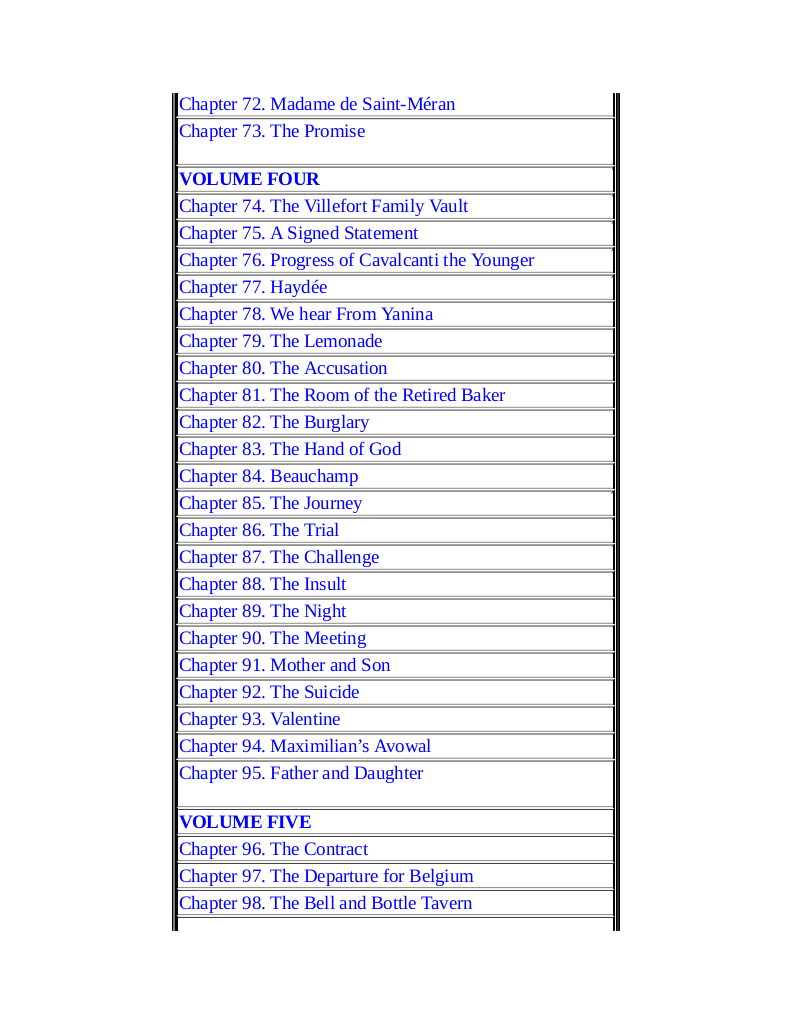 Chapter 72. Madame de Saint-Méran
Chapter 73. The Promise
VOLUME FOUR
Chapter 74. The Villefort Family Vault
Chapter 75. A Signed Statement
Chapter 76. Progress of Cavalcanti the Younger
Chapter 77. Haydée
Chapter 78. We hear From Yanina
Chapter 79. The Lemonade
Chapter 80. The Accusation
Chapter 81. The Room of the Retired Baker
Chapter 82. The Burglary
Chapter 83. The Hand of God
Chapter 84. Beauchamp
Chapter 85. The Journey
Chapter 86. The Trial
Chapter 87. The Challenge
Chapter 88. The Insult
Chapter 89. The Night
Chapter 90. The Meeting
Chapter 91. Mother and Son
Chapter 92. The Suicide
Chapter 93. Valentine
Chapter 94. Maximilian’s Avowal
Chapter 95. Father and Daughter
VOLUME FIVE
Chapter 96. The Contract
Chapter 97. The Departure for Belgium
Chapter 98. The Bell and Bottle Tavern